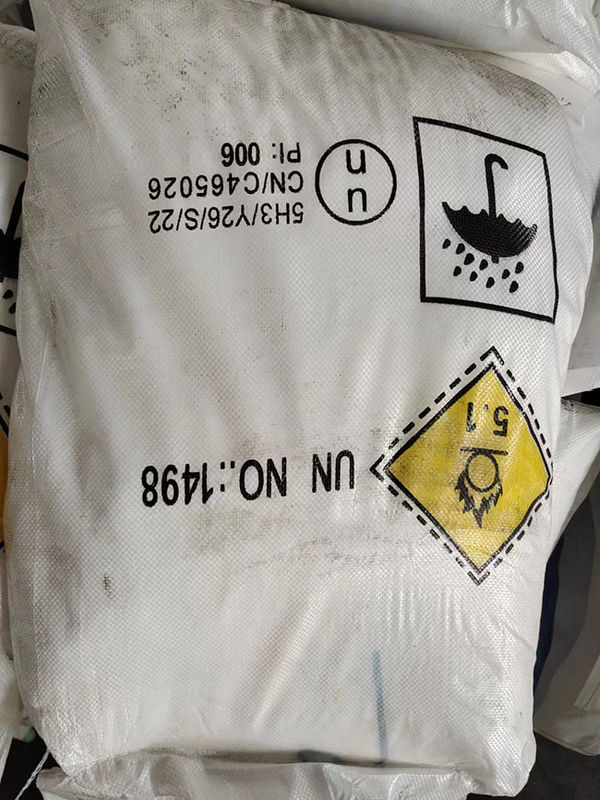 5.1
UN NO.:1498
u
n
5H3/Y26/S/22
CN/C465026
PI: 006